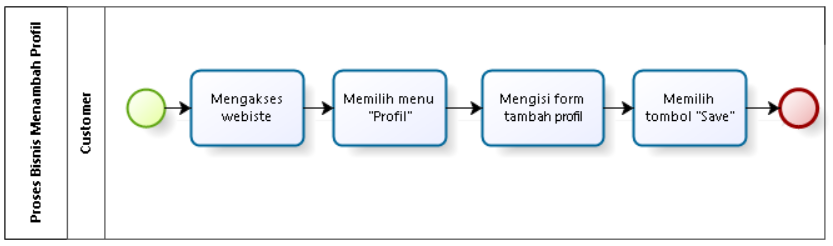 Proses Bisnis Menambah Profil
Customer
Mengakses
webiste
Memilih menu
"Profil"
Mengisi form
tambah profil
Memilih
tombol "Save"